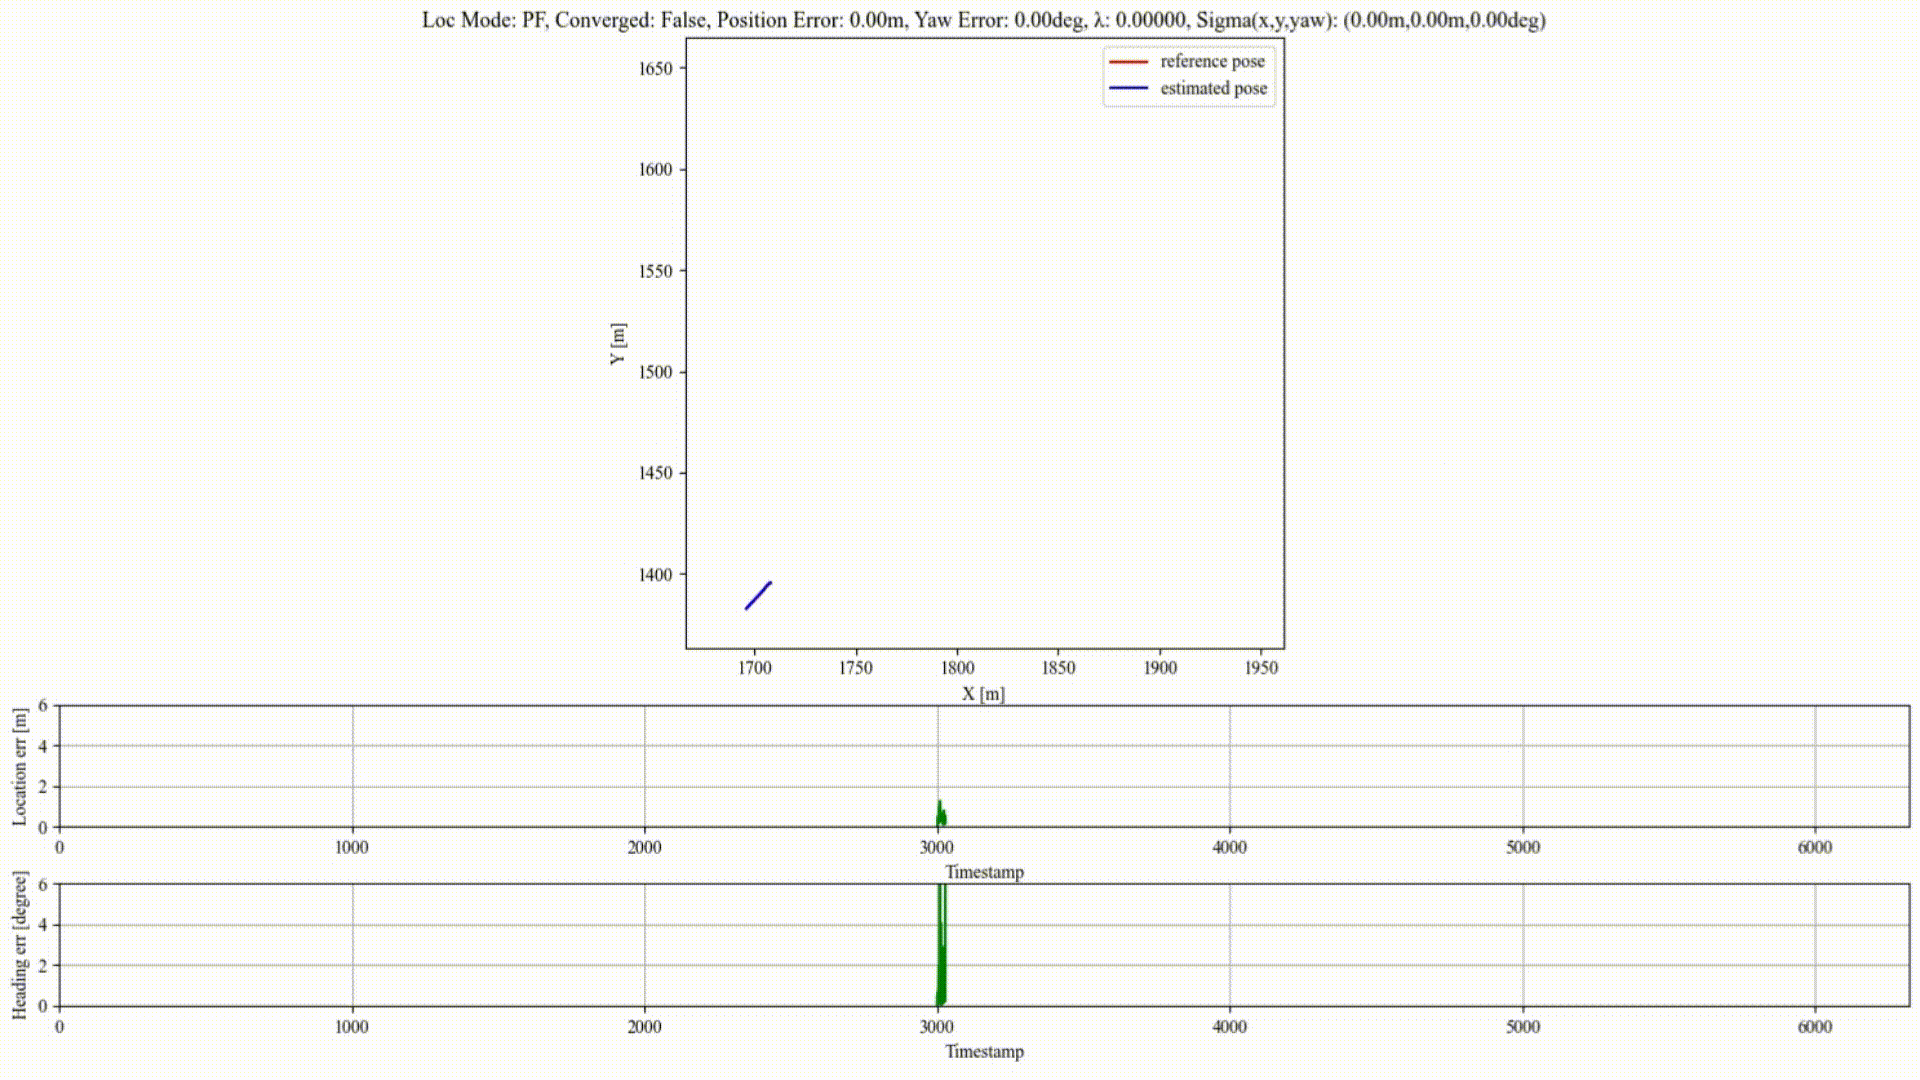 Loc Mode: PF, Converged: False, Position Error: 0.00m, Yaw Error: 0.00deg, λ: 0.00000, Sigma(x,y,yaw): (0.00m,0.00m,0.00deg)
reference pose
estimated pose
1650
1600
1550
1500
1450
1400
Y [m]
1700 1750 1800 1850 1900 1950
X [m]
6
4
2
0
Location err [m]
0 1000 2000 3000 4000 5000 6000
Timestamp
6
4
2
0
Heading err [degree]
0 1000 2000 3000 4000 5000 6000
Timestamp